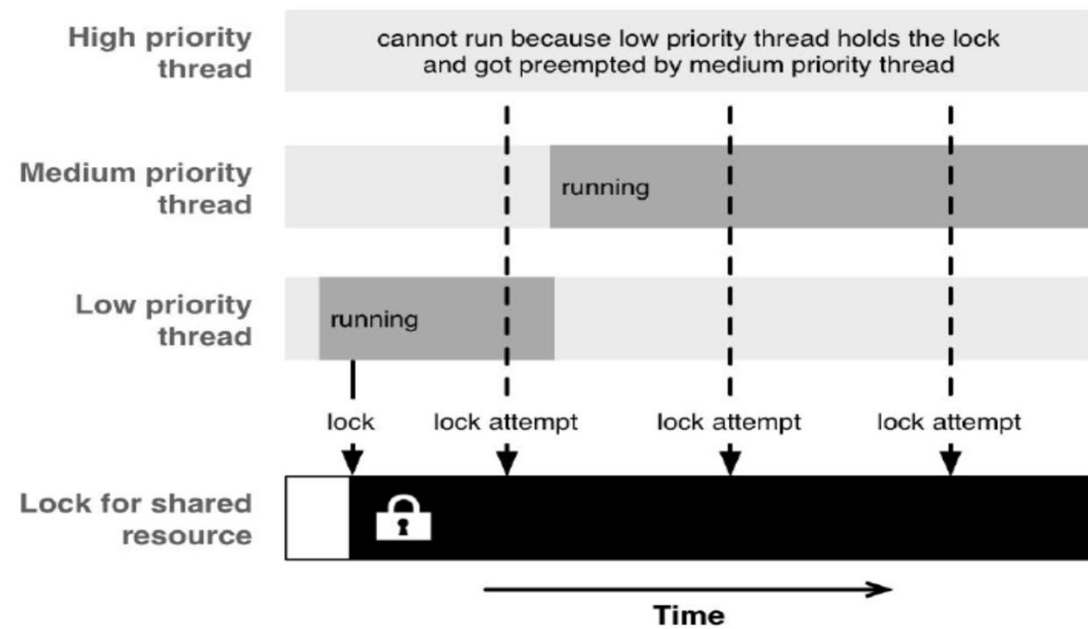 High priority
thread
cannot run because low priority thread holds the lock
and got preempted by medium priority thread
Medium priority
thread
running
Low priority
thread
running
lock
lock attempt
lock attempt
lock attempt
Lock for shared
resource
Time